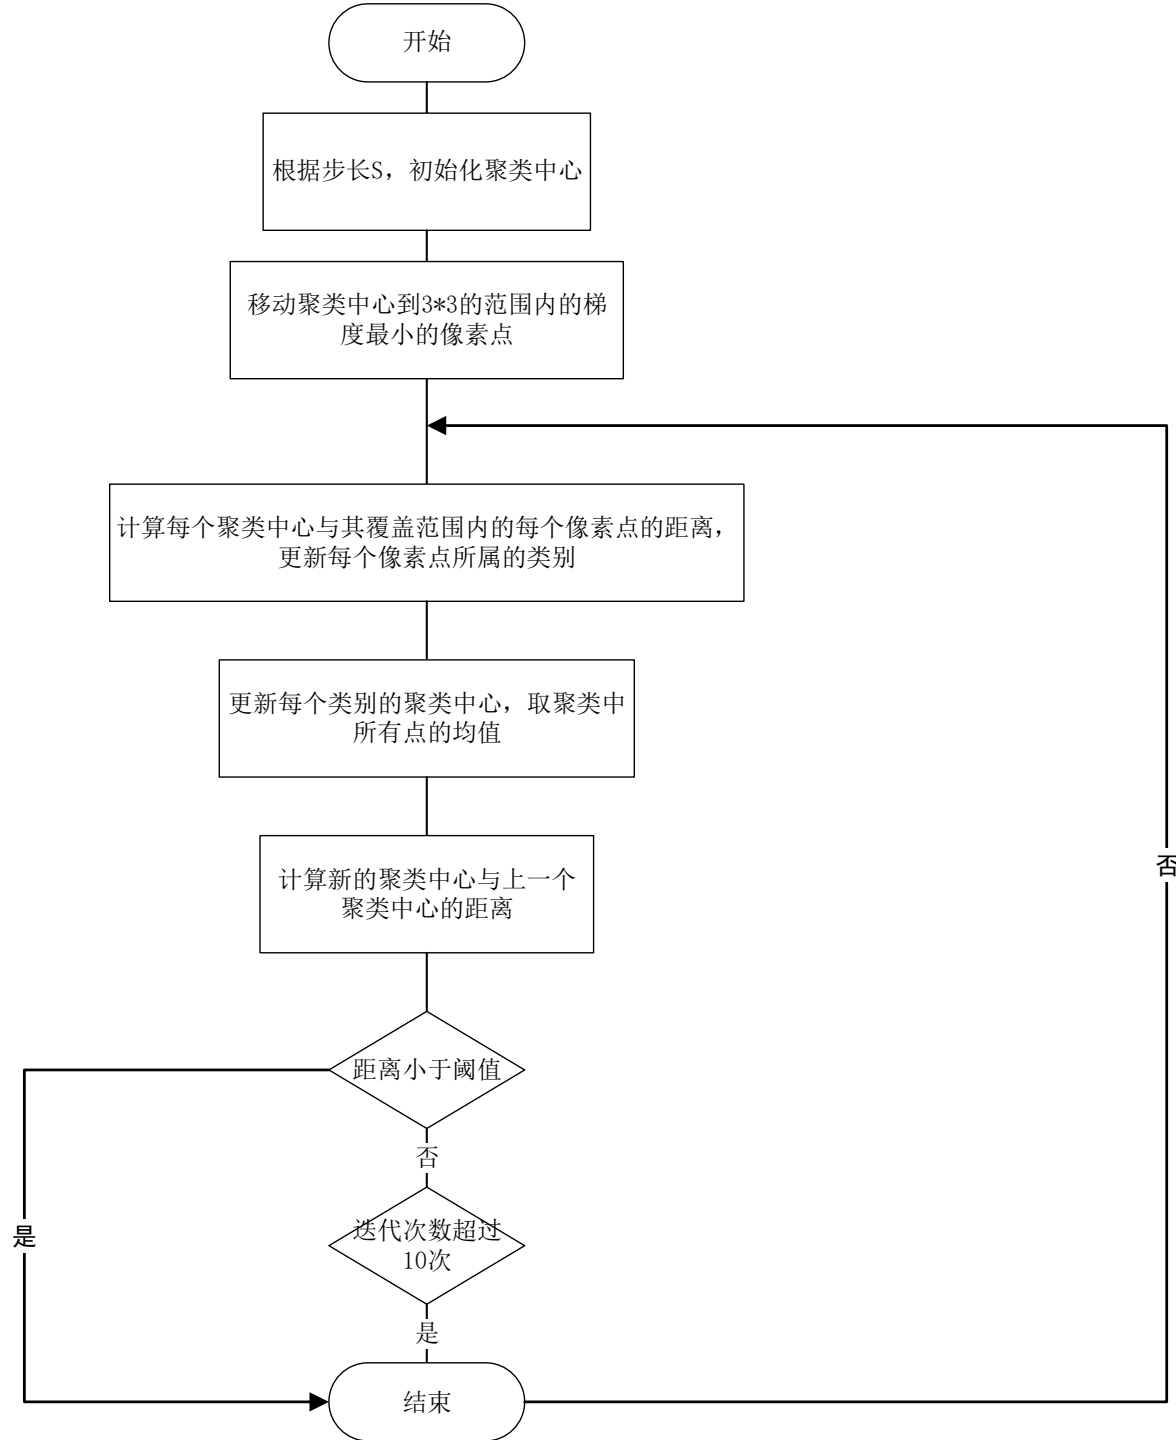 开始
根据步长S，初始化聚类中心
移动聚类中心到3*3的范围内的梯
度最小的像素点
计算每个聚类中心与其覆盖范围内的每个像素点的距离，
更新每个像素点所属的类别
更新每个类别的聚类中心，取聚类中
所有点的均值
计算新的聚类中心与上一个
聚类中心的距离
否
距离小于阈值
否
是
迭代次数超过
10次
是
结束